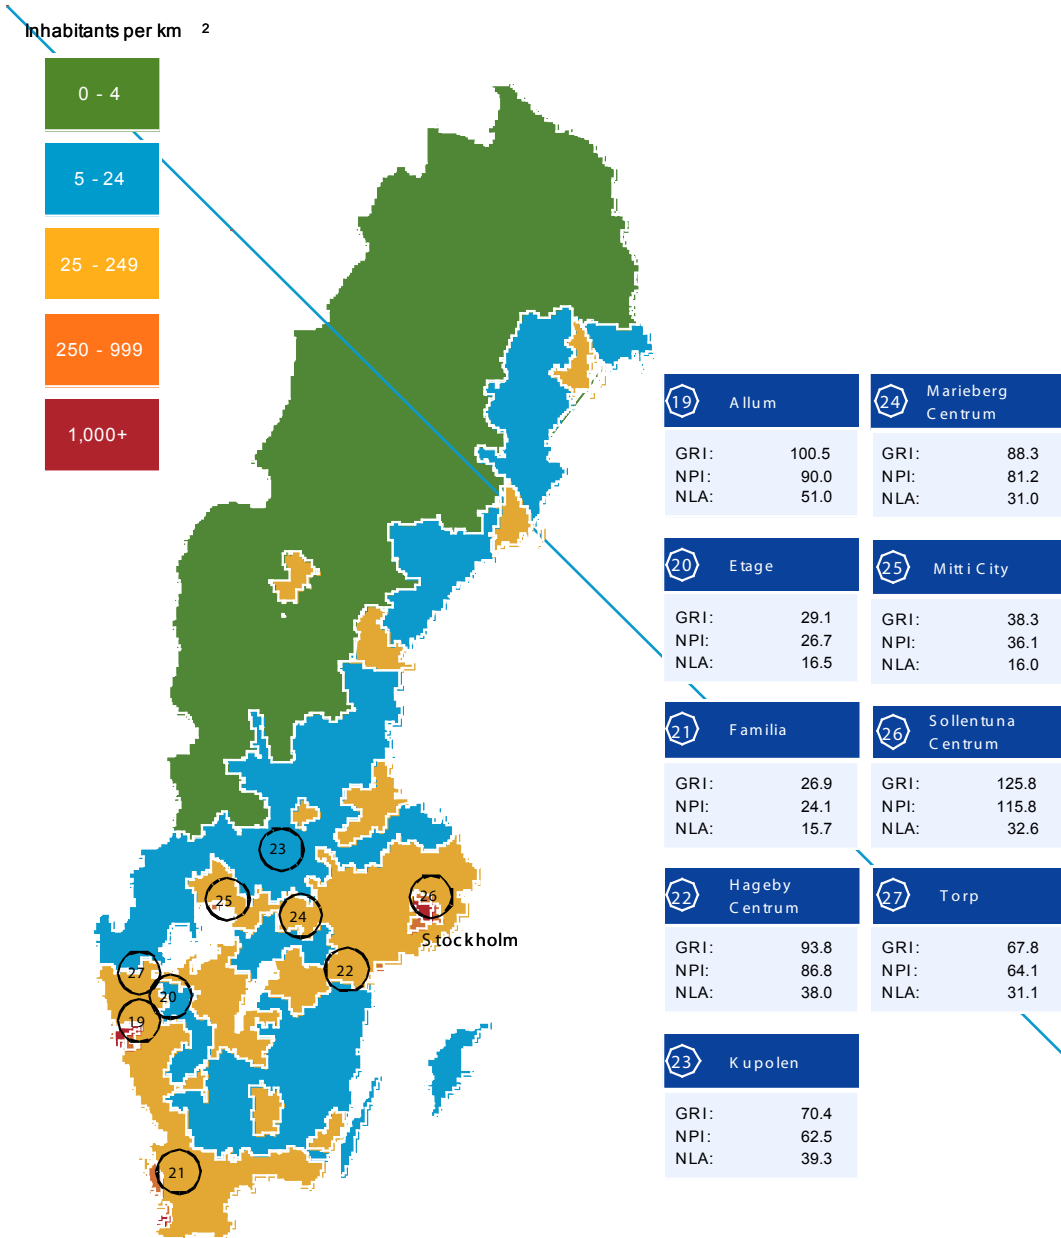 Inhabitants per km 2
0 - 4
5 - 24
25 - 249
250 - 999
1,000+
23
25
24
26
Stockholm
27
20
22
19
21
19 Allum
GRI: 100.5
NPI: 90.0
NLA: 51.0
20 Etage
GRI: 29.1
NPI: 26.7
NLA: 16.5
21 Familia
GRI: 26.9
NPI: 24.1
NLA: 15.7
22 Hageby
Centrum
GRI: 93.8
NPI: 86.8
NLA: 38.0
23 Kupolen
GRI: 70.4
NPI: 62.5
NLA: 39.3
24 Marieberg
Centrum
GRI: 88.3
NPI: 81.2
NLA: 31.0
25 Mitti City
GRI: 38.3
NPI: 36.1
NLA: 16.0
26 Sollentuna
Centrum
GRI: 125.8
NPI: 115.8
NLA: 32.6
27 Torp
GRI: 67.8
NPI: 64.1
NLA: 31.1